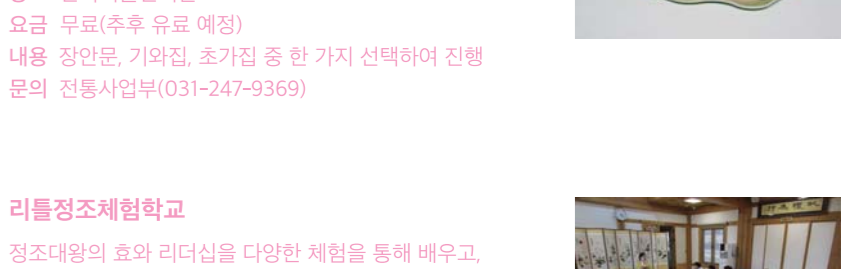 요금 무료(추후 유료 예정)
내용 장안문, 기와집, 초가집 중 한 가지 선택하여 진행
문의 전통사업부(031-247-9369)
리틀정조체험학교
정조대왕의 효와 리더십을 다양한 체험을 통해 배우고,